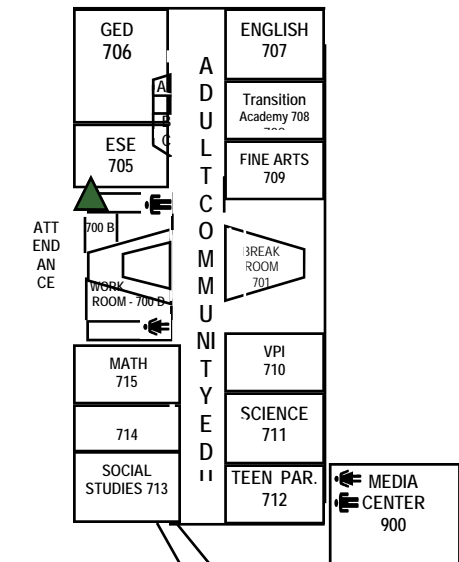 GED
706
A
B
C
ESE
705
ATT
END
AN
CE
700 B
WORK
ROOM - 700 D
MATH
715
714
SOCIAL
STUDIES 713
A
D
U
L
T
C
O
M
M
U
NI
T
Y
E
D
ENGLISH
707
Transition
Academy 708
FINE ARTS
709
BREAK
ROOM
701
VPI
710
SCIENCE
711
TEEN PAR.
712
MEDIA
CENTER
900